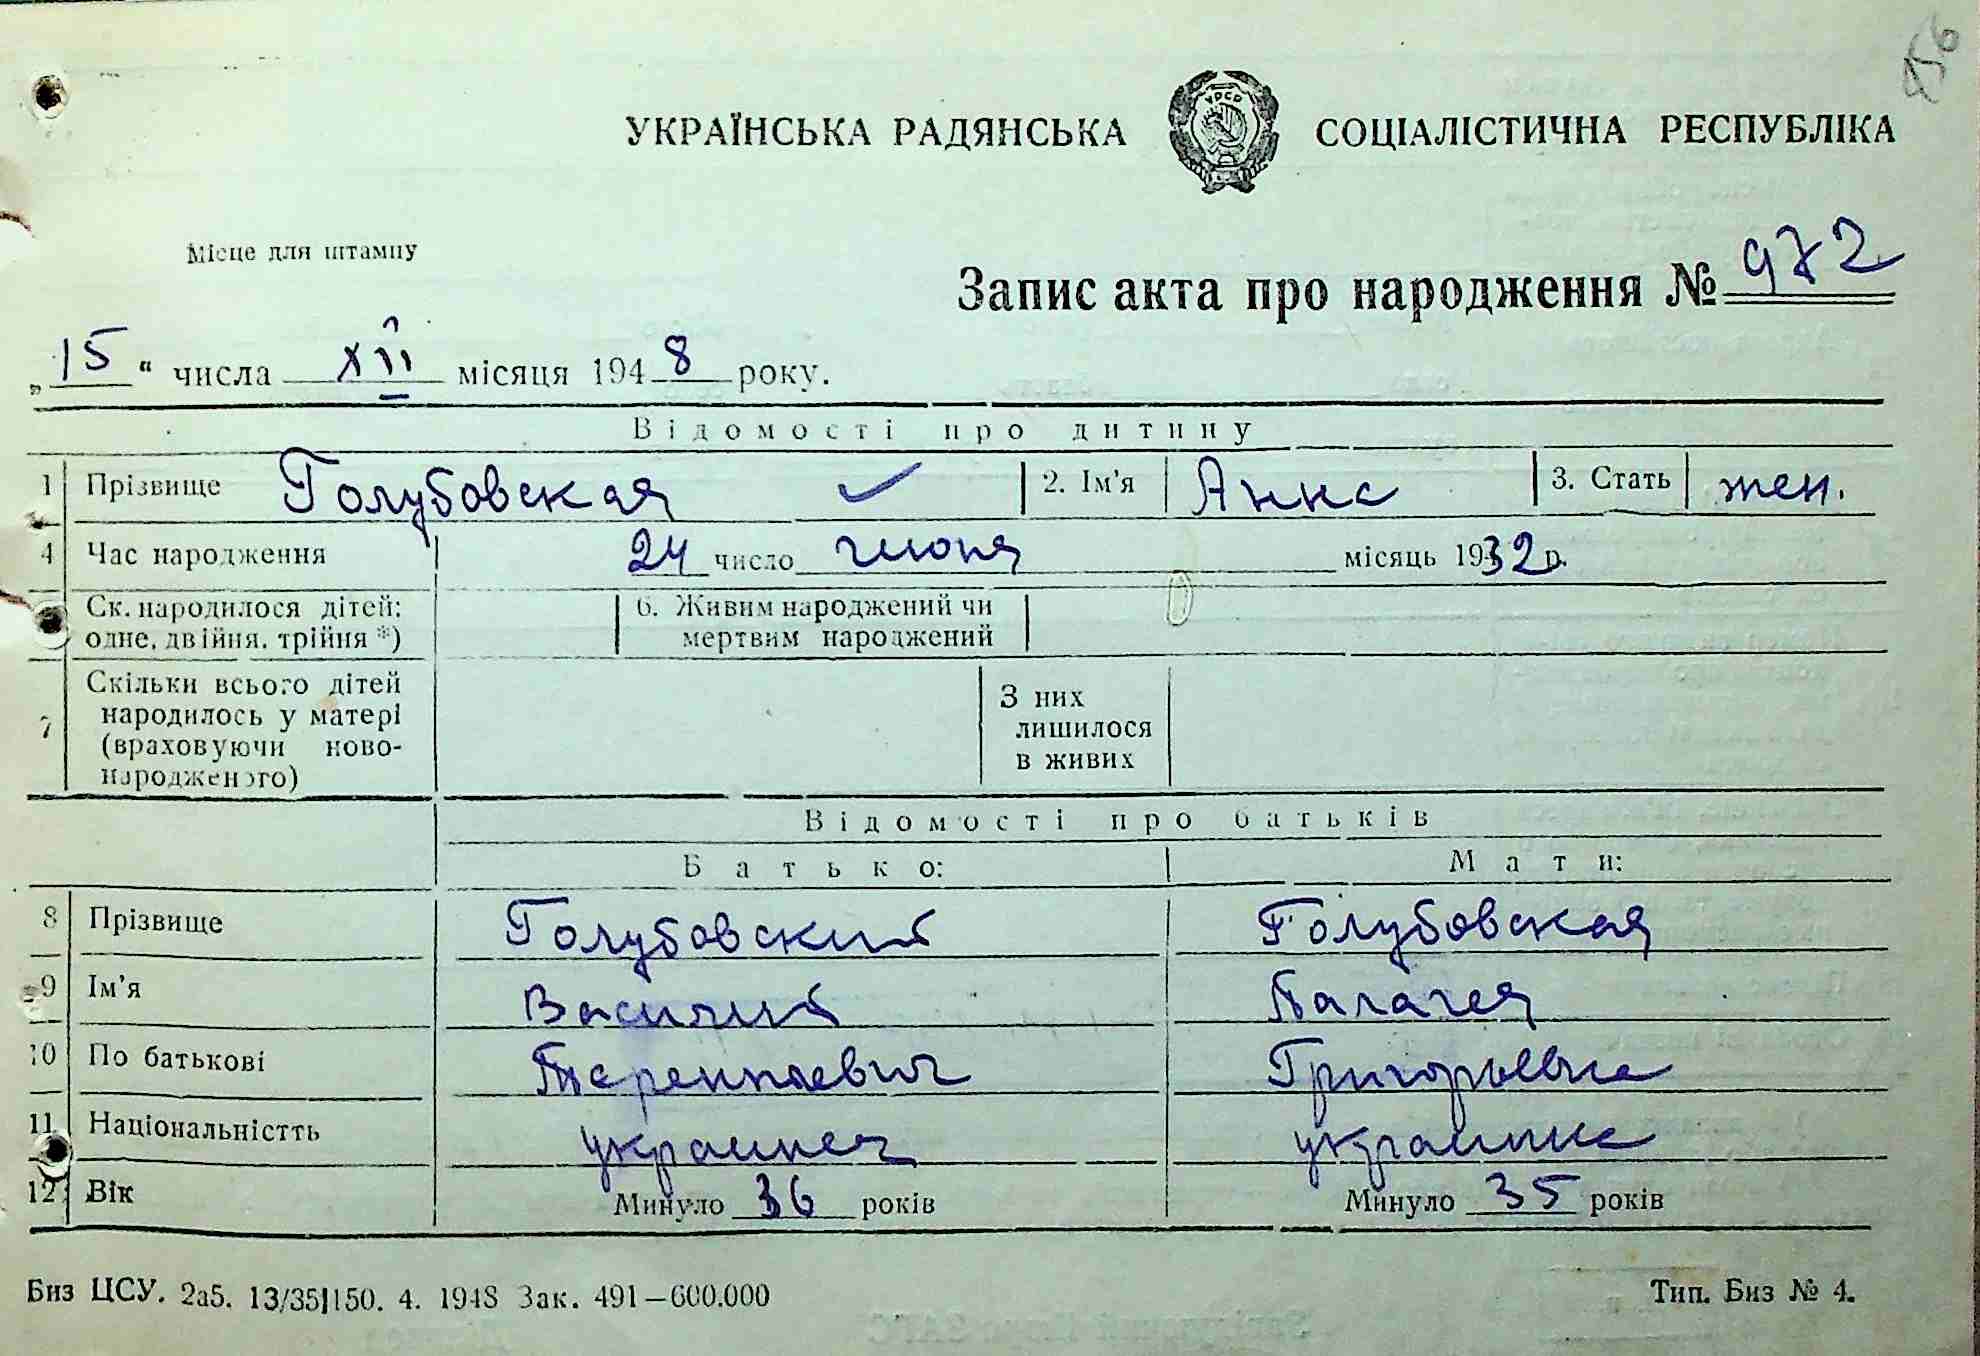 956
УКРАЇНСЬКА РАДЯНСЬКА СОЦІАЛІСТИЧНА РЕСПУБЛІКА
УРСР
Місце для штампу
Запис акта про народження № 972
„15“ числа XII місяця 1948 року.
Відомості про дитину
1 Прізвище Голубовская 2. Ім'я Анна 3. Стать жен.
4 Час народження 24 число июня місяць 1932 р.
Ск. народилося дітей: 6. Живим народжений чи
одне, двійня, трійня *) мертвим народжений
7 Скільки всього дітей З них
народилось у матері лишилося
(враховуючи ново- в живих
народженого)
Відомості про батьків
Батько: Мати:
8 Прізвище Голубовский Голубовская
9 Ім'я Василий Палагея
10 По батькові Терентьевич Григорьевна
11 Національністть украинец украинка
12 Вік Минуло 36 років Минуло 35 років
Биз ЦСУ. 2а5. 13/35]150. 4. 1948 Зак. 491—600.000 Тип. Биз № 4.